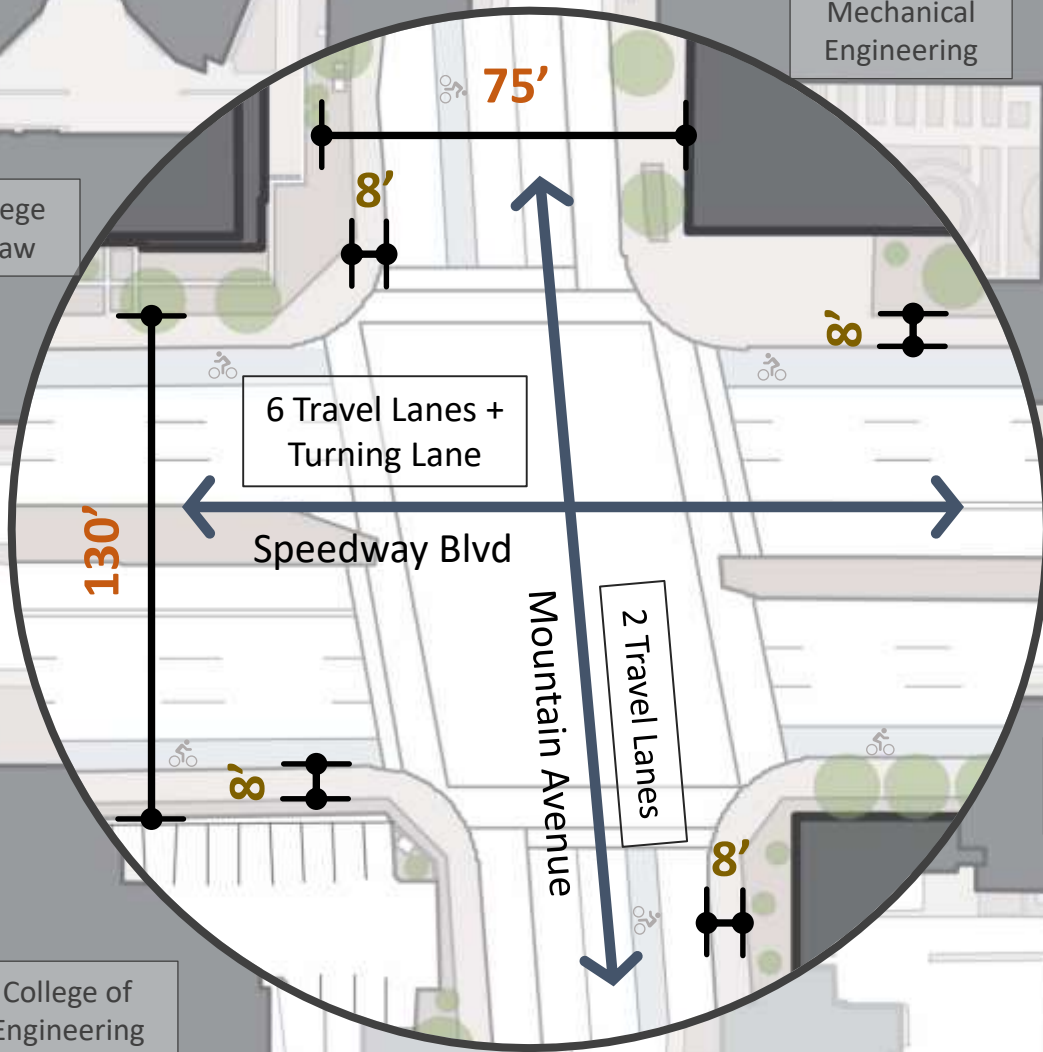 Mechanical
Engineering
75’
8’
ege
aw
8’
6 Travel Lanes +
Turning Lane
130’
Speedway Blvd
Mountain Avenue
2 Travel Lanes
8’
8’
College of
Engineering